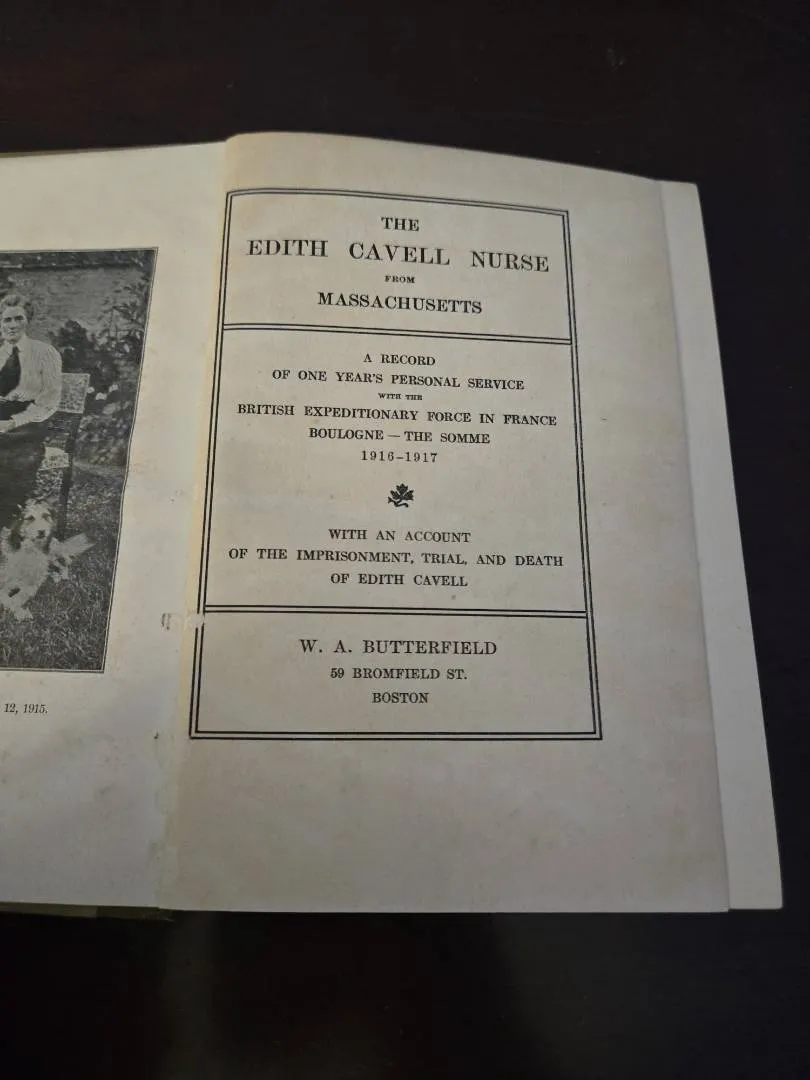 12, 1915.
THE
EDITH CAVELL NURSE
FROM
MASSACHUSETTS
A RECORD
OF ONE YEAR'S PERSONAL SERVICE
WITH THE
BRITISH EXPEDITIONARY FORCE IN FRANCE
BOULOGNE — THE SOMME
1916-1917
WITH AN ACCOUNT
OF THE IMPRISONMENT, TRIAL, AND DEATH
OF EDITH CAVELL
W. A. BUTTERFIELD
59 BROMFIELD ST.
BOSTON